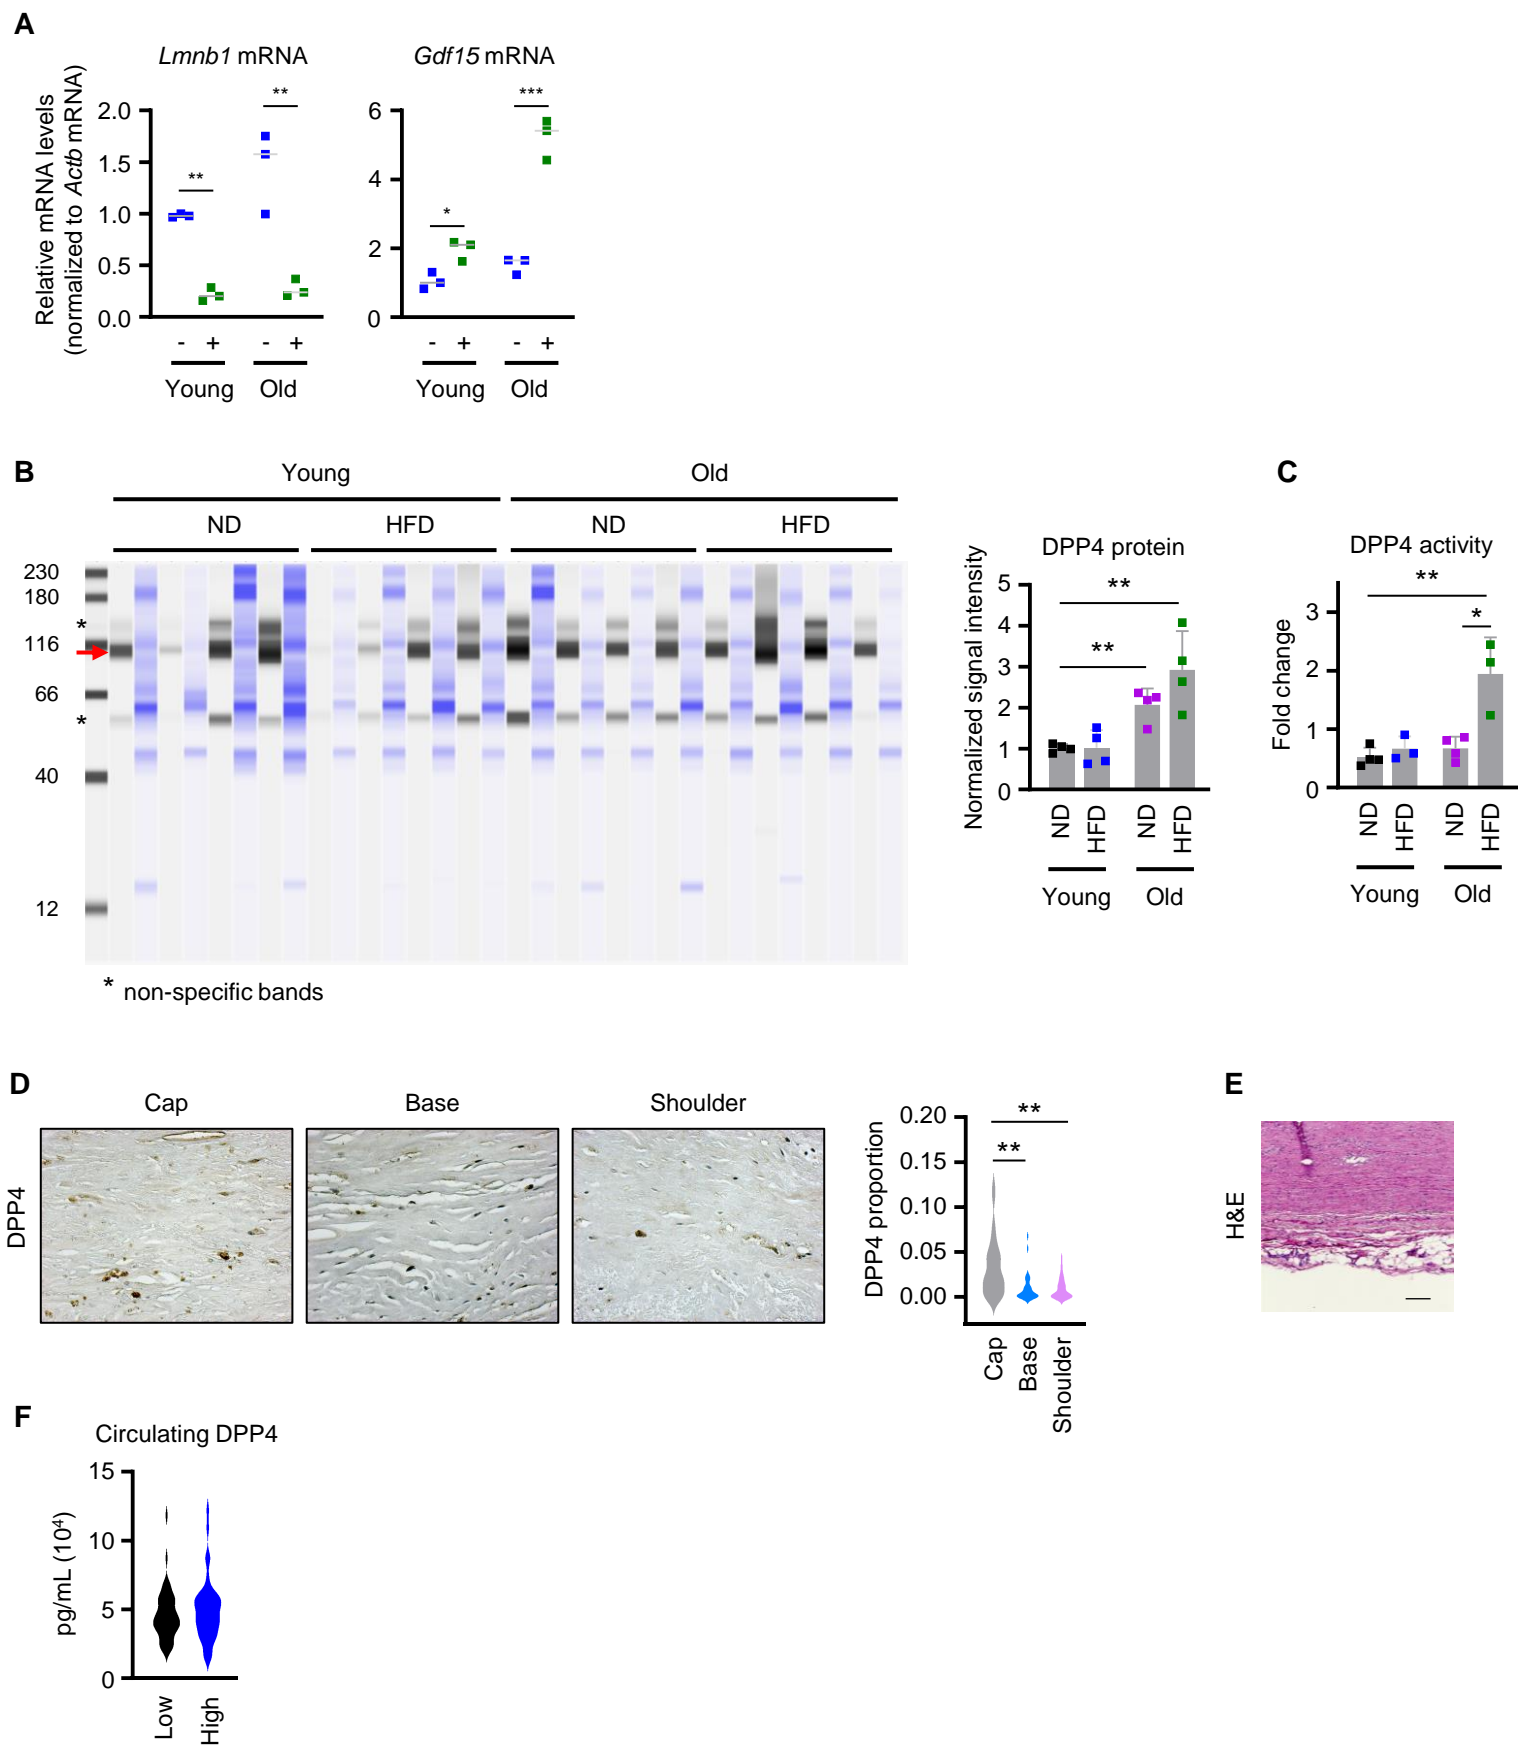 A
Lmnb1 mRNA
Gdf15 mRNA
Relative mRNA levels
(normalized to Actb mRNA)
** **
2.0
1.5
1.0
0.5
0.0
- + - +
Young Old
* ***
6
4
2
0
- + - +
Young Old
B
Young Old
ND HFD ND HFD
230
180
*
116
66
*
40
12
* non-specific bands
DPP4 protein
Normalized signal intensity
**
**
5
4
3
2
1
0
ND HFD ND HFD
Young Old
C
DPP4 activity
Fold change
**
*
3
2
1
0
ND HFD ND HFD
Young Old
D
Cap Base Shoulder
DPP4
DPP4 proportion
**
**
0.20
0.15
0.10
0.05
0.00
Cap Base Shoulder
E
H&E
F
Circulating DPP4
pg/mL (10⁴)
15
10
5
0
Low High